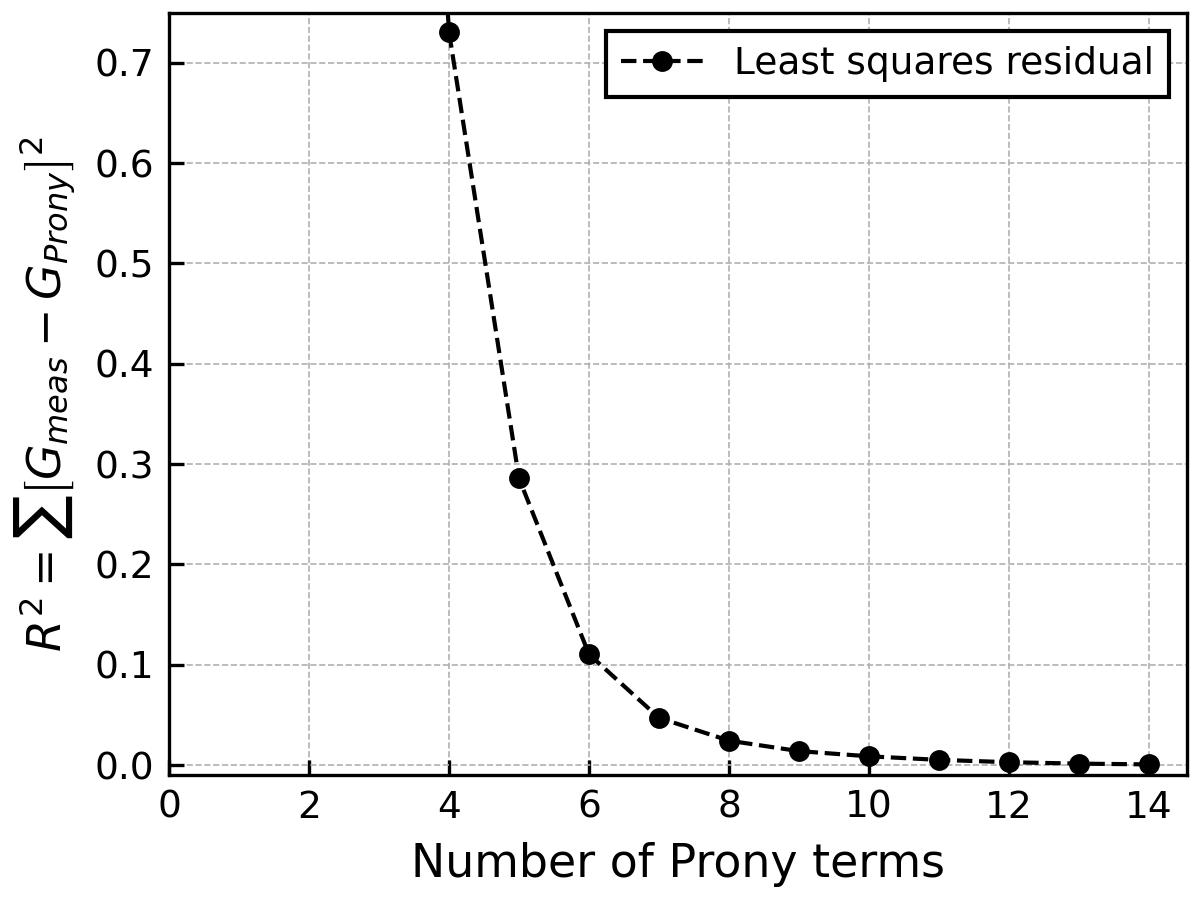 Least squares residual
R² = ∑[G_meas − G_Prony]²
0.7
0.6
0.5
0.4
0.3
0.2
0.1
0.0
0 2 4 6 8 10 12 14
Number of Prony terms